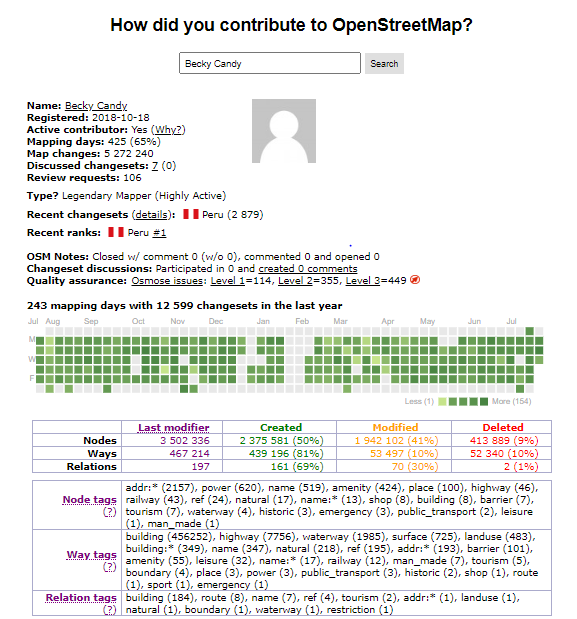 How did you contribute to OpenStreetMap?
Becky Candy Search
Name: Becky Candy
Registered: 2018-10-18
Active contributor: Yes (Why?)
Mapping days: 425 (65%)
Map changes: 5 272 240
Discussed changesets: 7 (0)
Review requests: 106
Type? Legendary Mapper (Highly Active)
Recent changesets (details): Peru (2 879)
Recent ranks: Peru #1
OSM Notes: Closed w/ comment 0 (w/o 0), commented 0 and opened 0
Changeset discussions: Participated in 0 and created 0 comments
Quality assurance: Osmose issues: Level 1=114, Level 2=355, Level 3=449
243 mapping days with 12 599 changesets in the last year
Jul Aug Sep Oct Nov Dec Jan Feb Mar Apr May Jun Jul
M
W
F
Less (1) More (154)
Last modifier Created Modified Deleted
Nodes 3 502 336 2 375 581 (50%) 1 942 102 (41%) 413 889 (9%)
Ways 467 214 439 196 (81%) 53 497 (10%) 52 340 (10%)
Relations 197 161 (69%) 70 (30%) 2 (1%)
Node tags (?)
addr:* (2157), power (620), name (519), amenity (424), place (100), highway (46),
railway (43), ref (24), natural (17), name:* (13), shop (8), building (8), barrier (7),
tourism (7), waterway (4), historic (3), emergency (3), public_transport (2), leisure
(1), man_made (1)
Way tags (?)
building (456252), highway (7756), waterway (1985), surface (725), landuse (483),
building:* (349), name (347), natural (218), ref (195), addr:* (193), barrier (101),
amenity (55), leisure (32), name:* (17), railway (12), man_made (7), tourism (5),
boundary (4), place (3), power (3), public_transport (3), historic (2), shop (1), route
(1), sport (1), emergency (1)
Relation tags (?)
building (184), route (8), name (7), ref (4), tourism (2), addr:* (1), landuse (1),
natural (1), boundary (1), waterway (1), restriction (1)